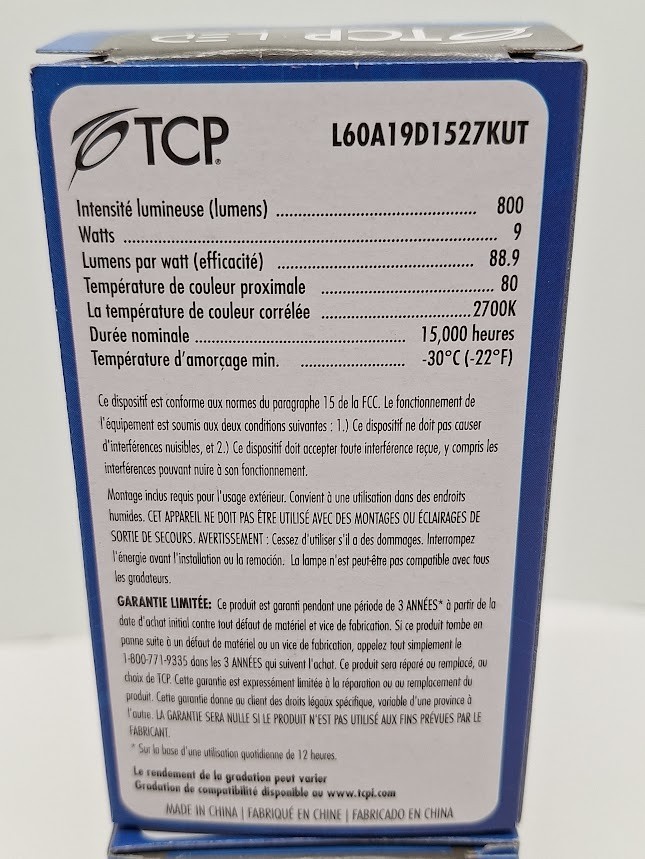 TCP LED
TCP
TCP. L60A19D1527KUT
Intensité lumineuse (lumens) ........ 800
Watts ........ 9
Lumens par watt (efficacité) ........ 88.9
Température de couleur proximale ........ 80
La température de couleur corrélée ........ 2700K
Durée nominale ........ 15,000 heures
Température d'amorçage min. ........ -30°C (-22°F)
Ce dispositif est conforme aux normes du paragraphe 15 de la FCC. Le fonctionnement de
l'équipement est soumis aux deux conditions suivantes : 1.) Ce dispositif ne doit pas causer
d'interférences nuisibles, et 2.) Ce dispositif doit accepter toute interférence reçue, y compris les
interférences pouvant nuire à son fonctionnement.
Montage inclus requis pour l'usage extérieur. Convient à une utilisation dans des endroits
humides. CET APPAREIL NE DOIT PAS ÊTRE UTILISÉ AVEC DES MONTAGES OU ÉCLAIRAGES DE
SORTIE DE SECOURS. AVERTISSEMENT : Cessez d'utiliser s'il a des dommages. Interrompez
l'énergie avant l'installation ou la remoción. La lampe n'est peut-être pas compatible avec tous
les gradateurs.
GARANTIE LIMITÉE: Ce produit est garanti pendant une période de 3 ANNÉES* à partir de la
date d'achat initial contre tout défaut de matériel et vice de fabrication. Si ce produit tombe en
panne suite à un défaut de matériel ou un vice de fabrication, appelez tout simplement le
1-800-771-9335 dans les 3 ANNÉES qui suivent l'achat. Ce produit sera réparé ou remplacé, au
choix de TCP. Cette garantie est expressément limitée à la réparation ou au remplacement du
produit. Cette garantie donne au client des droits légaux spécifique, variable d'une province à
l'autre. LA GARANTIE SERA NULLE SI LE PRODUIT N'EST PAS UTILISÉ AUX FINS PRÉVUES PAR LE
FABRICANT.
* Sur la base d'une utilisation quotidienne de 12 heures.
Le rendement de la gradation peut varier
Gradation de compatibilité disponible au www.tcpi.com
MADE IN CHINA | FABRIQUÉ EN CHINE | FABRICADO EN CHINA